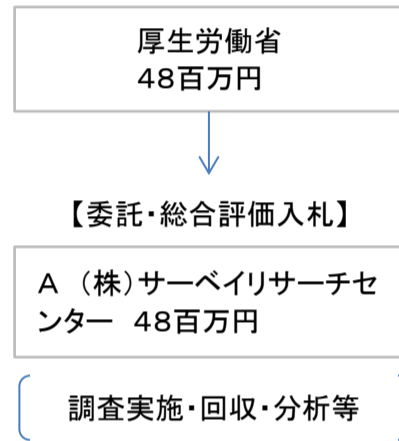 厚生労働省
48百万円
【委託・総合評価入札】
A （株）サーベイリサーチセ
ンター 48百万円
調査実施・回収・分析等